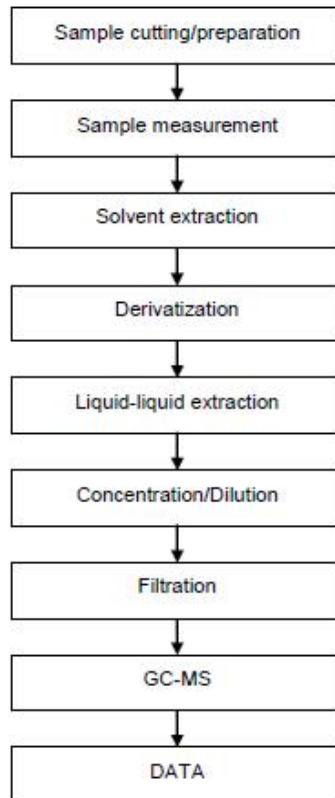 Sample cutting/preparation
Sample measurement
Solvent extraction
Derivatization
Liquid-liquid extraction
Concentration/Dilution
Filtration
GC-MS
DATA